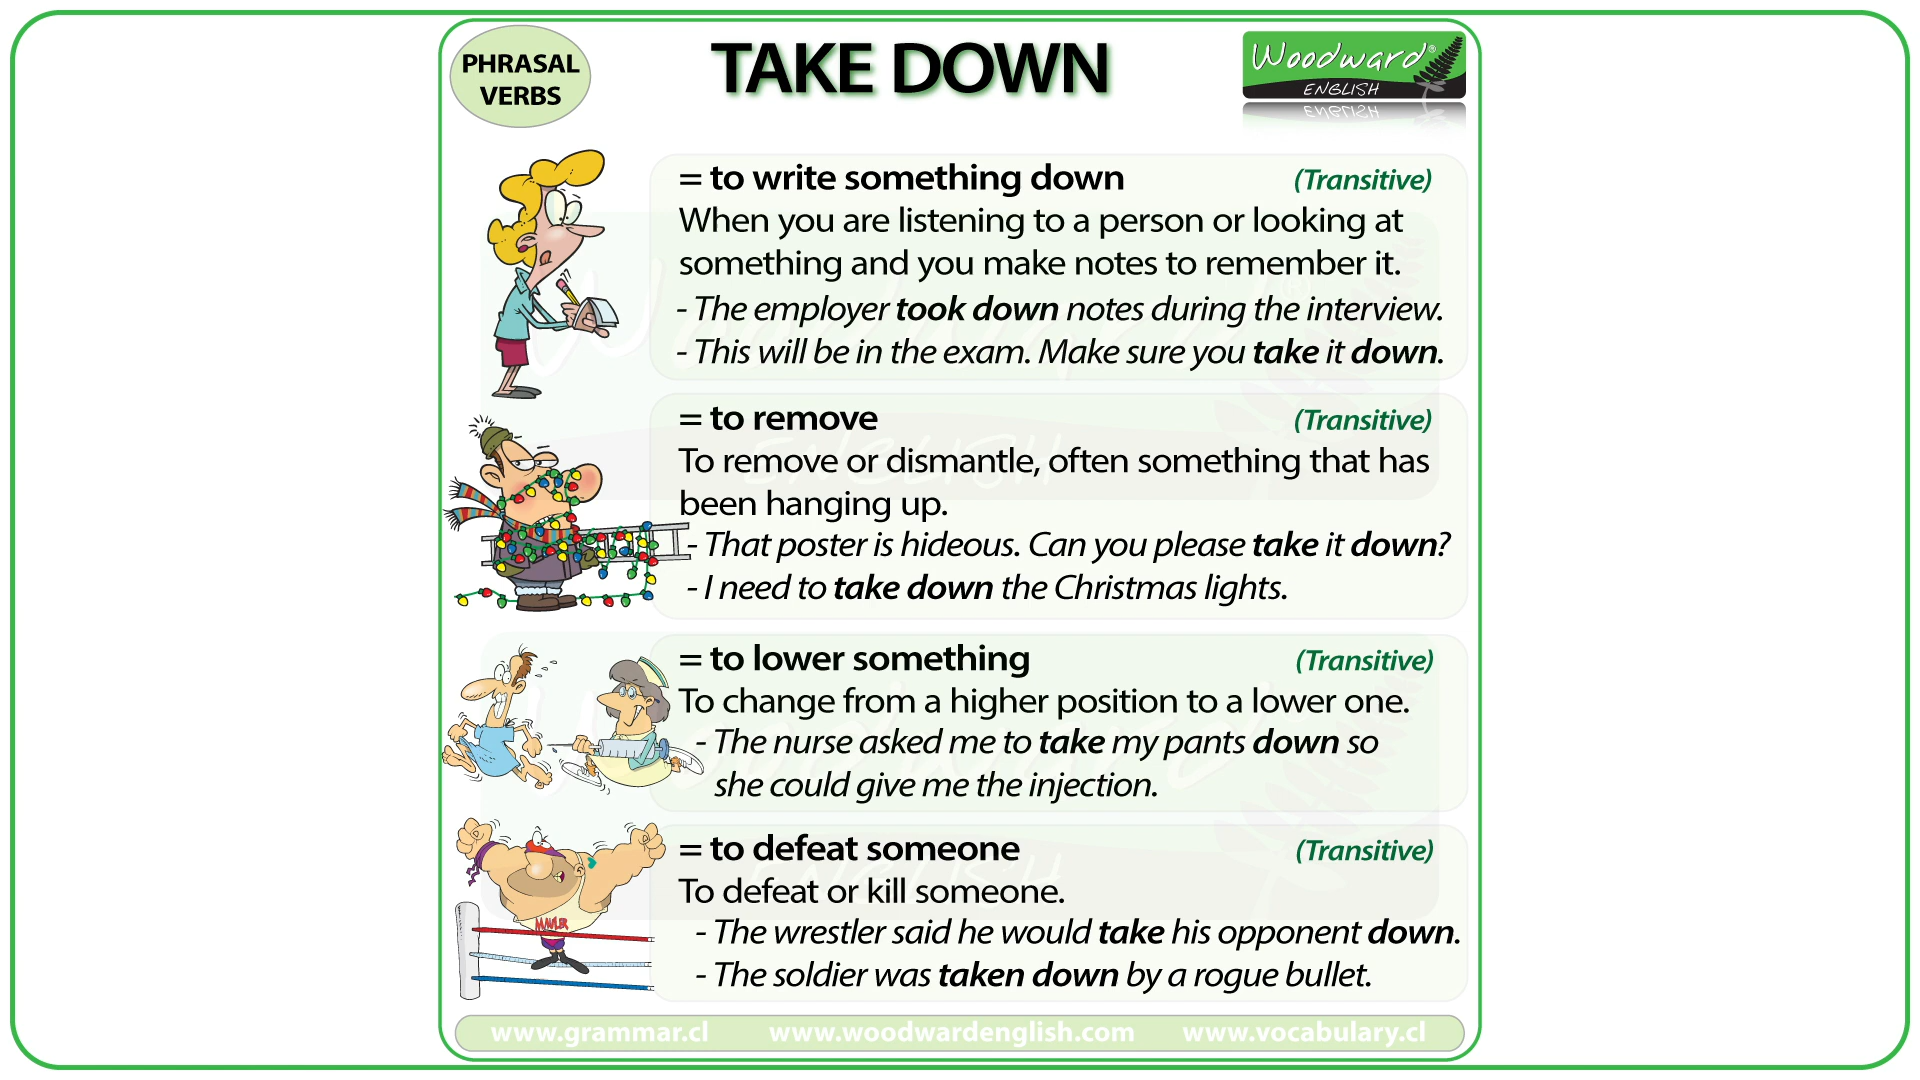 PHRASAL
VERBS
TAKE DOWN
Woodward®
ENGLISH
= to write something down (Transitive)
When you are listening to a person or looking at
something and you make notes to remember it.
- The employer took down notes during the interview.
- This will be in the exam. Make sure you take it down.
= to remove (Transitive)
To remove or dismantle, often something that has
been hanging up.
- That poster is hideous. Can you please take it down?
- I need to take down the Christmas lights.
= to lower something (Transitive)
To change from a higher position to a lower one.
- The nurse asked me to take my pants down so
she could give me the injection.
= to defeat someone (Transitive)
To defeat or kill someone.
- The wrestler said he would take his opponent down.
- The soldier was taken down by a rogue bullet.
MAULER
www.grammar.cl www.woodwardenglish.com www.vocabulary.cl